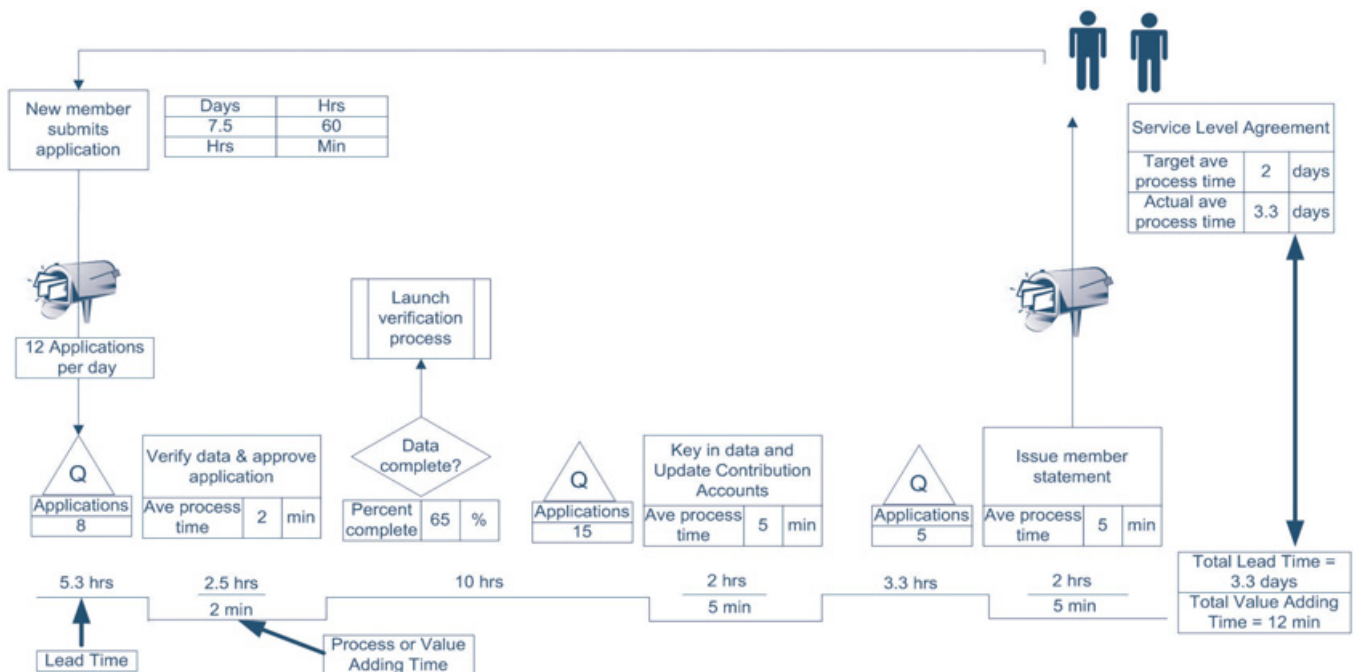 New member
submits
application
Days Hrs
7.5 60
Hrs Min
Service Level Agreement
Target ave
process time
2 days
Actual ave
process time
3.3 days
12 Applications
per day
Launch
verification
process
Q
Applications
8
Verify data & approve
application
Ave process
time
2 min
Data
complete?
Percent
complete
65 %
Q
Applications
15
Key in data and
Update Contribution
Accounts
Ave process
time
5 min
Q
Applications
5
Issue member
statement
Ave process
time
5 min
5.3 hrs
2.5 hrs
2 min
10 hrs
2 hrs
5 min
3.3 hrs
2 hrs
5 min
Total Lead Time =
3.3 days
Total Value Adding
Time = 12 min
Lead Time
Process or Value
Adding Time